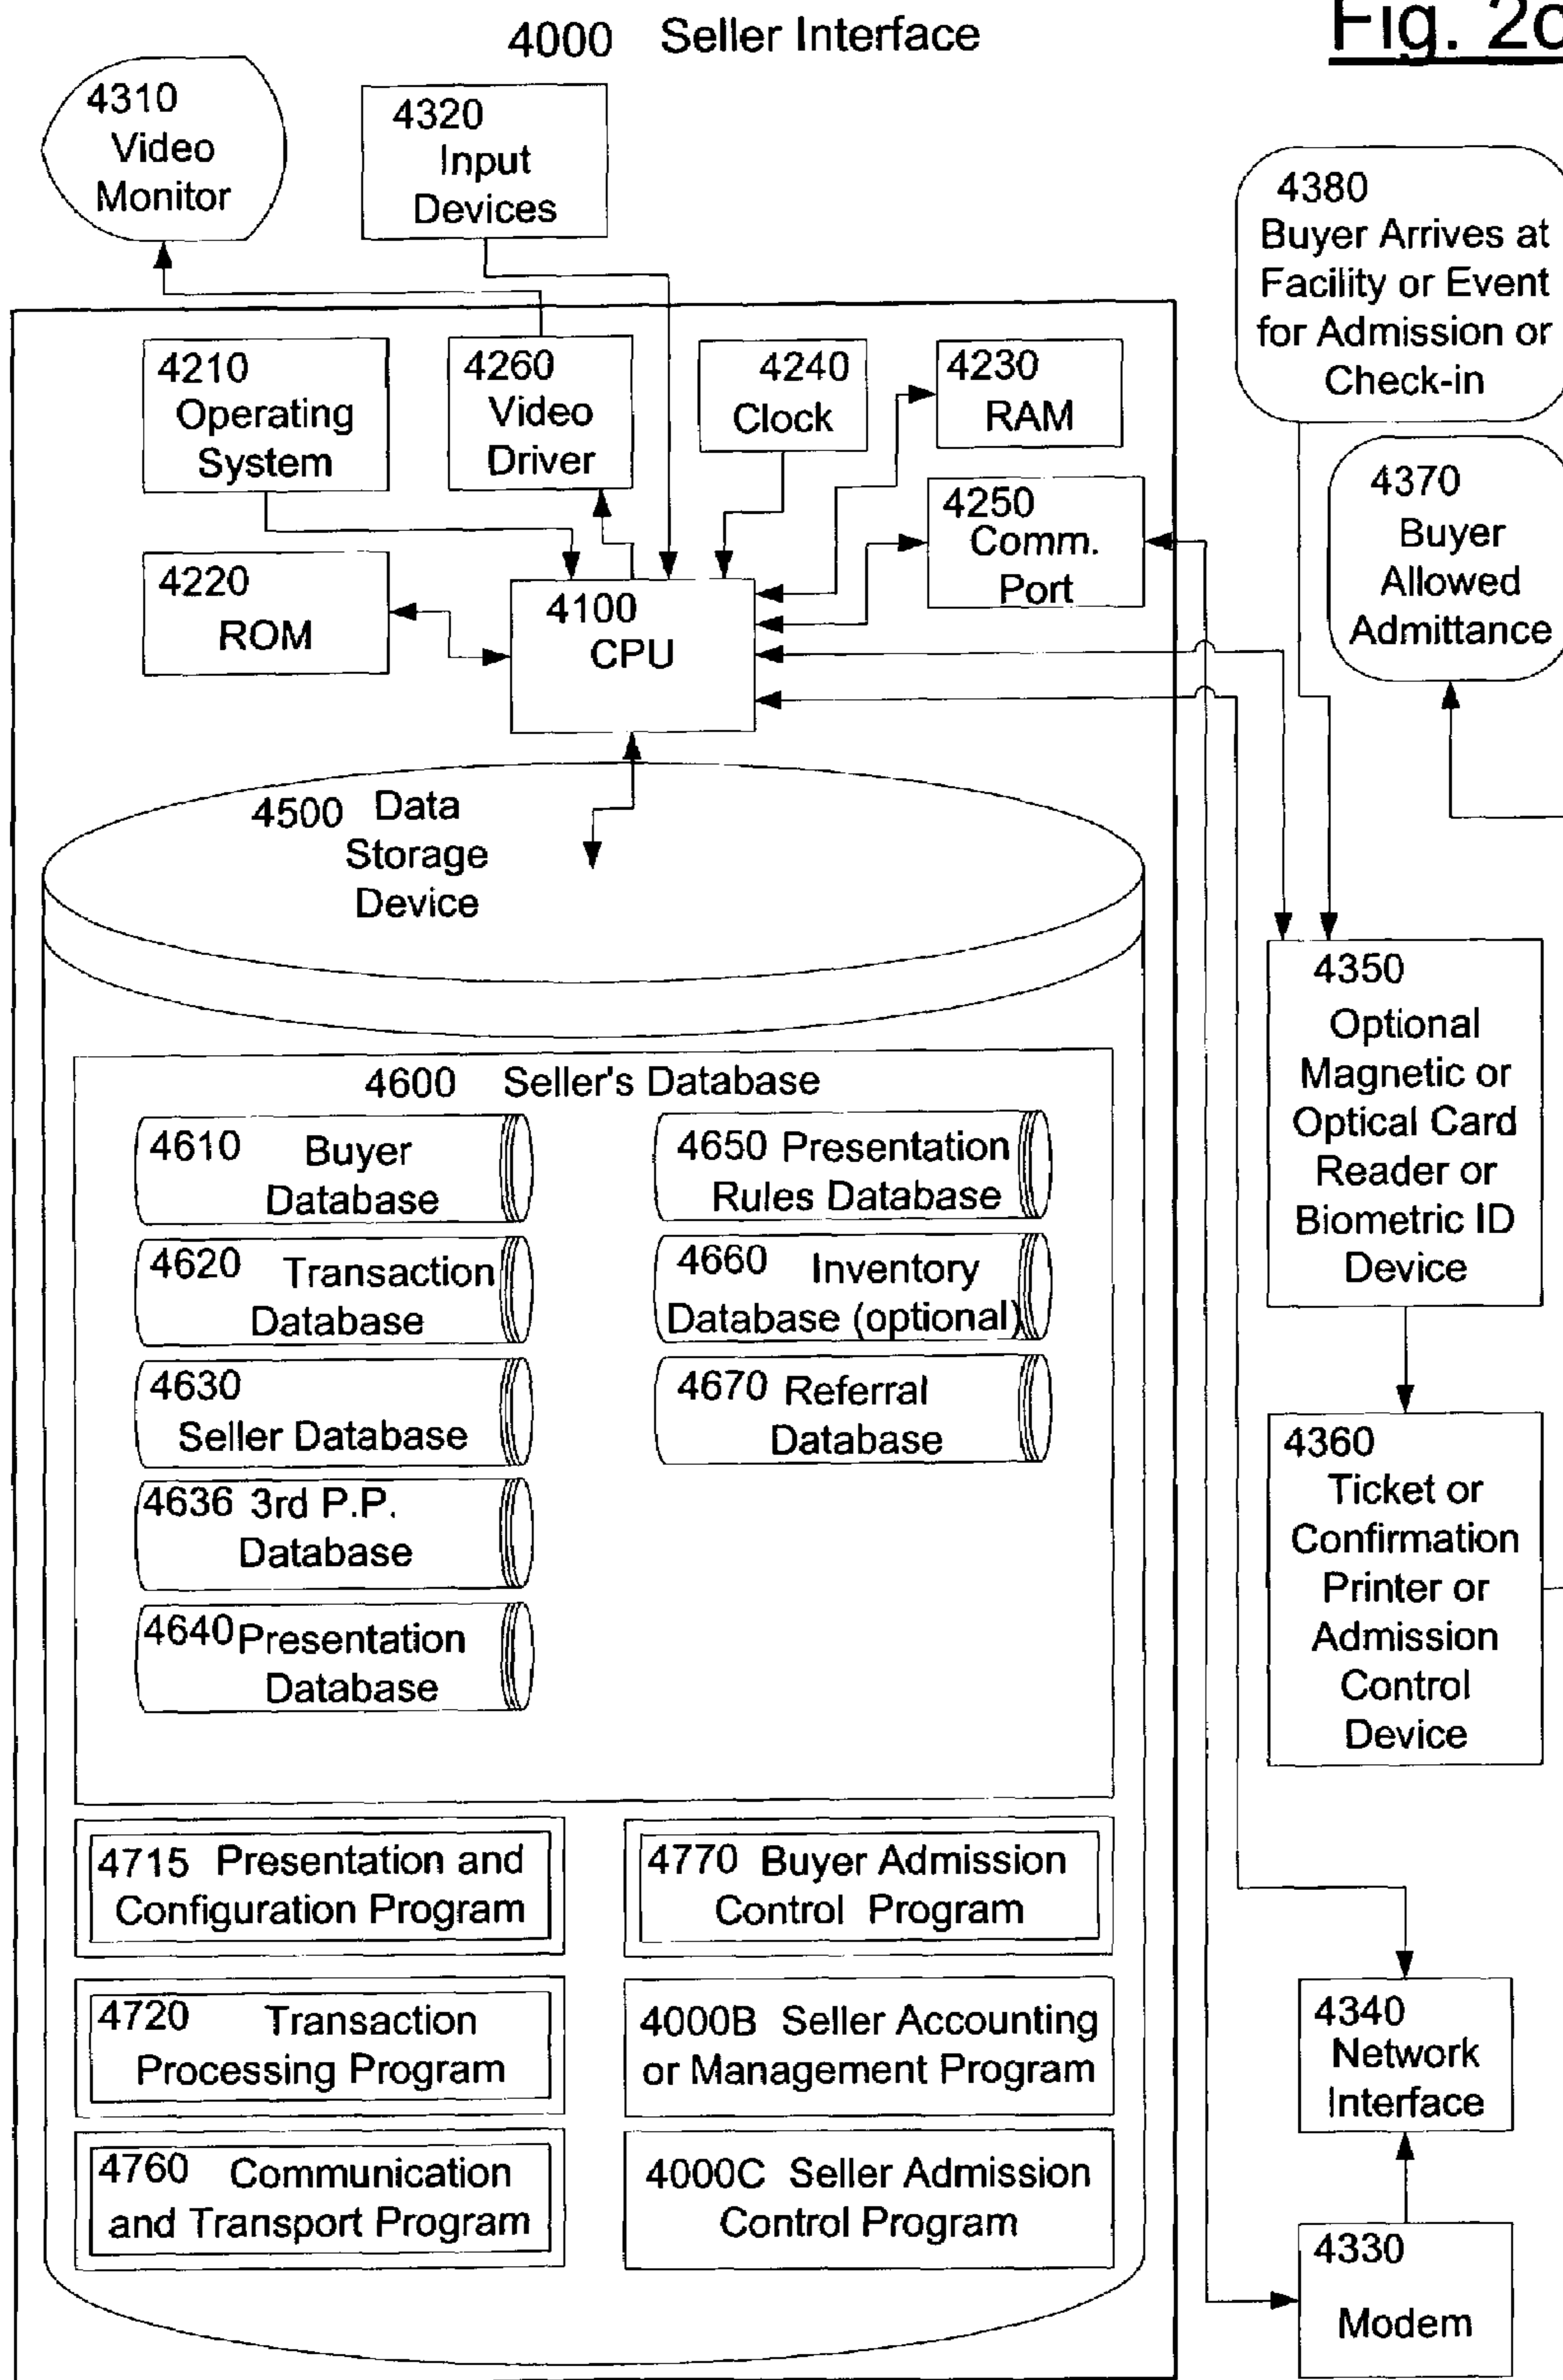 4000 Seller Interface
Fig. 2
4310
Video
Monitor
4320
Input
Devices
4380
Buyer Arrives at
Facility or Event
for Admission or
Check-in
4210
Operating
System
4260
Video
Driver
4240
Clock
4230
RAM
4370
Buyer
Allowed
Admittance
4250
Comm.
Port
4220
ROM
4100
CPU
4500 Data
Storage
Device
4350
Optional
Magnetic or
Optical Card
Reader or
Biometric ID
Device
4600 Seller's Database
4610 Buyer
Database
4620 Transaction
Database
4630
Seller Database
4636 3rd P.P.
Database
4640 Presentation
Database
4650 Presentation
Rules Database
4660 Inventory
Database (optional)
4670 Referral
Database
4360
Ticket or
Confirmation
Printer or
Admission
Control
Device
4715 Presentation and
Configuration Program
4770 Buyer Admission
Control Program
4720 Transaction
Processing Program
4000B Seller Accounting
or Management Program
4760 Communication
and Transport Program
4000C Seller Admission
Control Program
4340
Network
Interface
4330
Modem